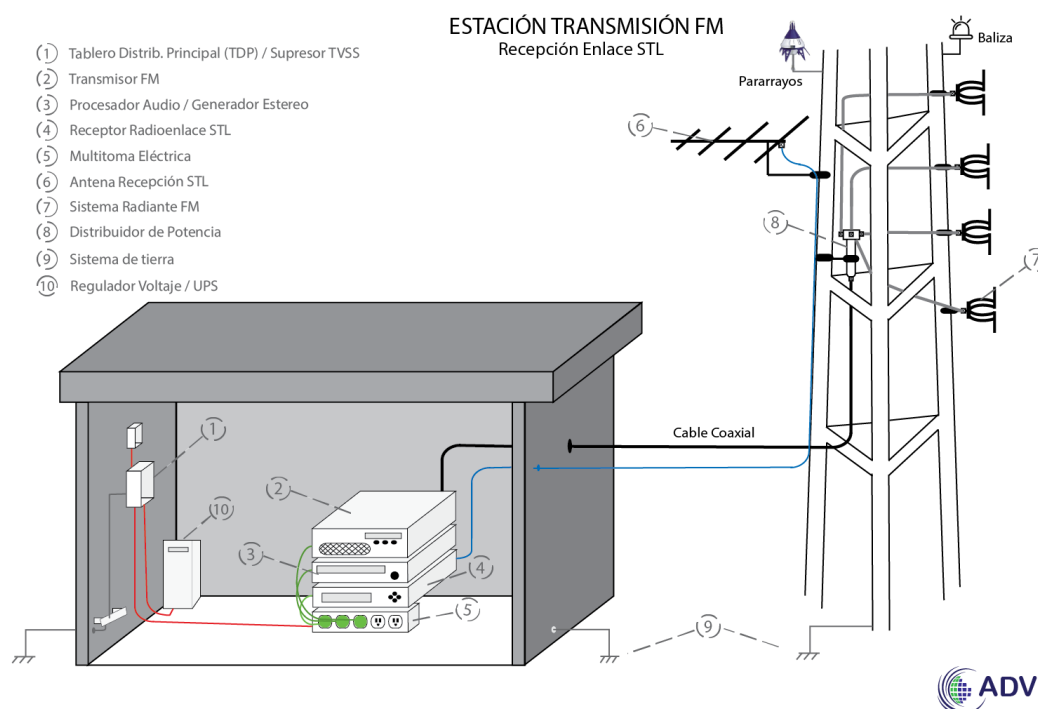 ESTACIÓN TRANSMISIÓN FM
Recepción Enlace STL
(1) Tablero Distrib. Principal (TDP) / Supresor TVSS
(2) Transmisor FM
(3) Procesador Audio / Generador Estereo
(4) Receptor Radioenlace STL
(5) Multitoma Eléctrica
(6) Antena Recepción STL
(7) Sistema Radiante FM
(8) Distribuidor de Potencia
(9) Sistema de tierra
(10) Regulador Voltaje / UPS
Baliza
Pararrayos
(6)
(8)
(7)
Cable Coaxial
(1)
(2)
(10)
(3)
(4)
(5)
(9)
ADV